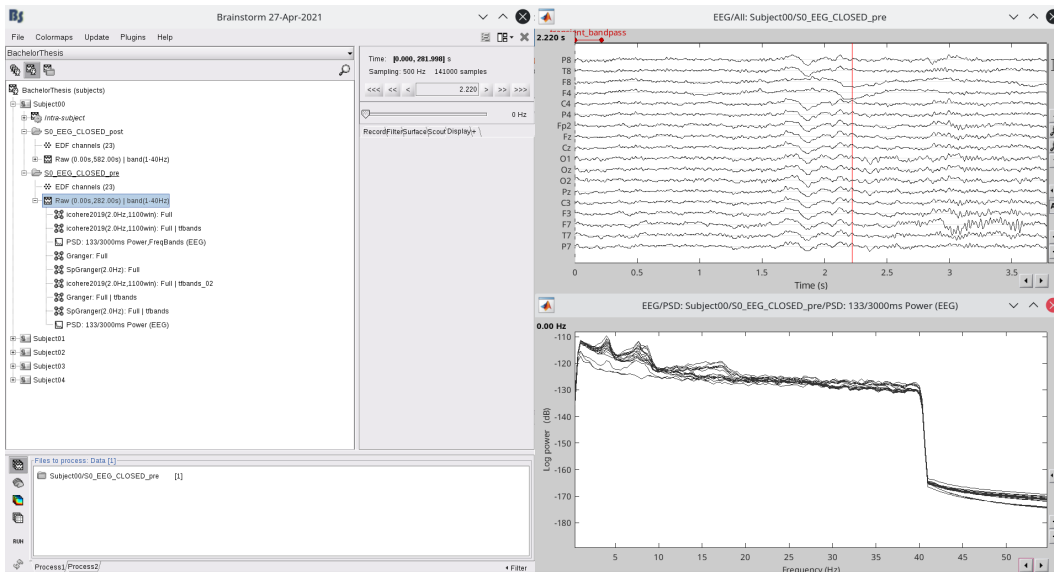 Brainstorm 27-Apr-2021
File Colormaps Update Plugins Help
BachelorThesis
BachelorThesis (subjects)
Subject00
Intra-subject
S0_EEG_CLOSED_post
EDF channels (23)
Raw (0.00s,582.00s) | band(1-40Hz)
S0_EEG_CLOSED_pre
EDF channels (23)
Raw (0.00s,282.00s) | band(1-40Hz)
icohere2019(2.0Hz,1100win): Full
icohere2019(2.0Hz,1100win): Full | tfbands
PSD: 133/3000ms Power,FreqBands (EEG)
Granger: Full
SpGranger(2.0Hz): Full
icohere2019(2.0Hz,1100win): Full | tfbands_02
Granger: Full | tfbands
SpGranger(2.0Hz): Full | tfbands
PSD: 133/3000ms Power (EEG)
Subject01
Subject02
Subject03
Subject04
Time: [0.000, 281.998] s
Sampling: 500 Hz 141000 samples
<<< << < 2.220 > >> >>>
0 Hz
Record Filter Surface Scout Display +
Files to process: Data [1]
Subject00/S0_EEG_CLOSED_pre [1]
RUN
Process1 Process2
Filter
EEG/All: Subject00/S0_EEG_CLOSED_pre
2.220 s
transient_bandpass
P8
T8
F8
F4
C4
P4
Fp2
Fz
Cz
O1
Oz
O2
Pz
C3
F3
F7
T7
P7
0 0.5 1 1.5 2 2.5 3 3.5
Time (s)
EEG/PSD: Subject00/S0_EEG_CLOSED_pre/PSD: 133/3000ms Power (EEG)
0.00 Hz
-110
-120
-130
-140
-150
-160
-170
-180
Log power (dB)
5 10 15 20 25 30 35 40 45 50
Frequency (Hz)